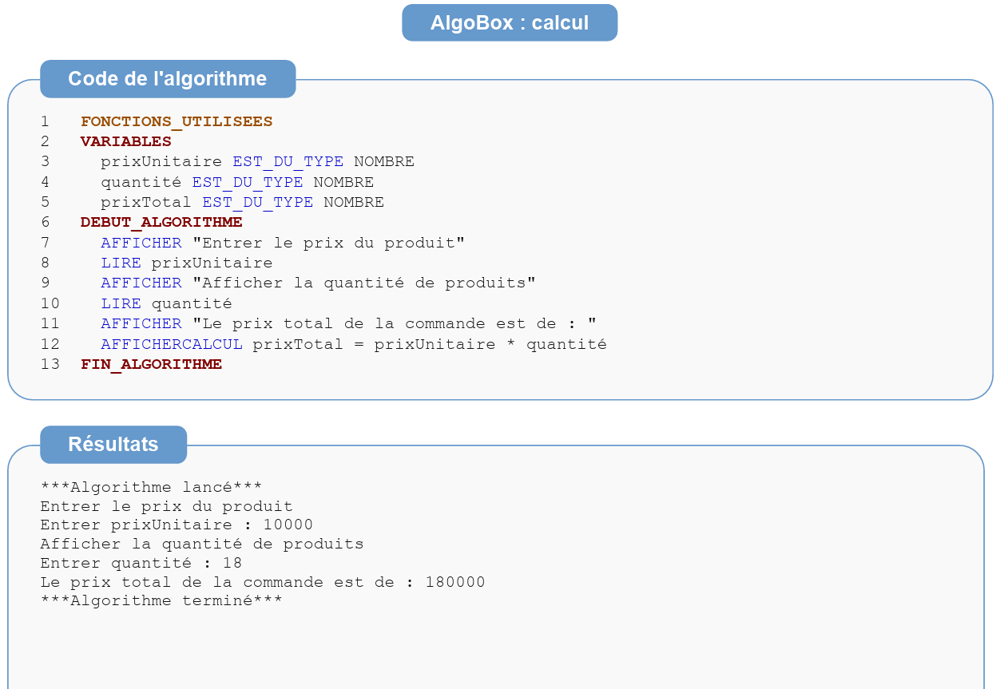 AlgoBox : calcul
Code de l'algorithme
1 FONCTIONS_UTILISEES
2 VARIABLES
3 prixUnitaire EST_DU_TYPE NOMBRE
4 quantité EST_DU_TYPE NOMBRE
5 prixTotal EST_DU_TYPE NOMBRE
6 DEBUT_ALGORITHME
7 AFFICHER "Entrer le prix du produit"
8 LIRE prixUnitaire
9 AFFICHER "Afficher la quantité de produits"
10 LIRE quantité
11 AFFICHER "Le prix total de la commande est de : "
12 AFFICHERCALCUL prixTotal = prixUnitaire * quantité
13 FIN_ALGORITHME
Résultats
***Algorithme lancé***
Entrer le prix du produit
Entrer prixUnitaire : 10000
Afficher la quantité de produits
Entrer quantité : 18
Le prix total de la commande est de : 180000
***Algorithme terminé***